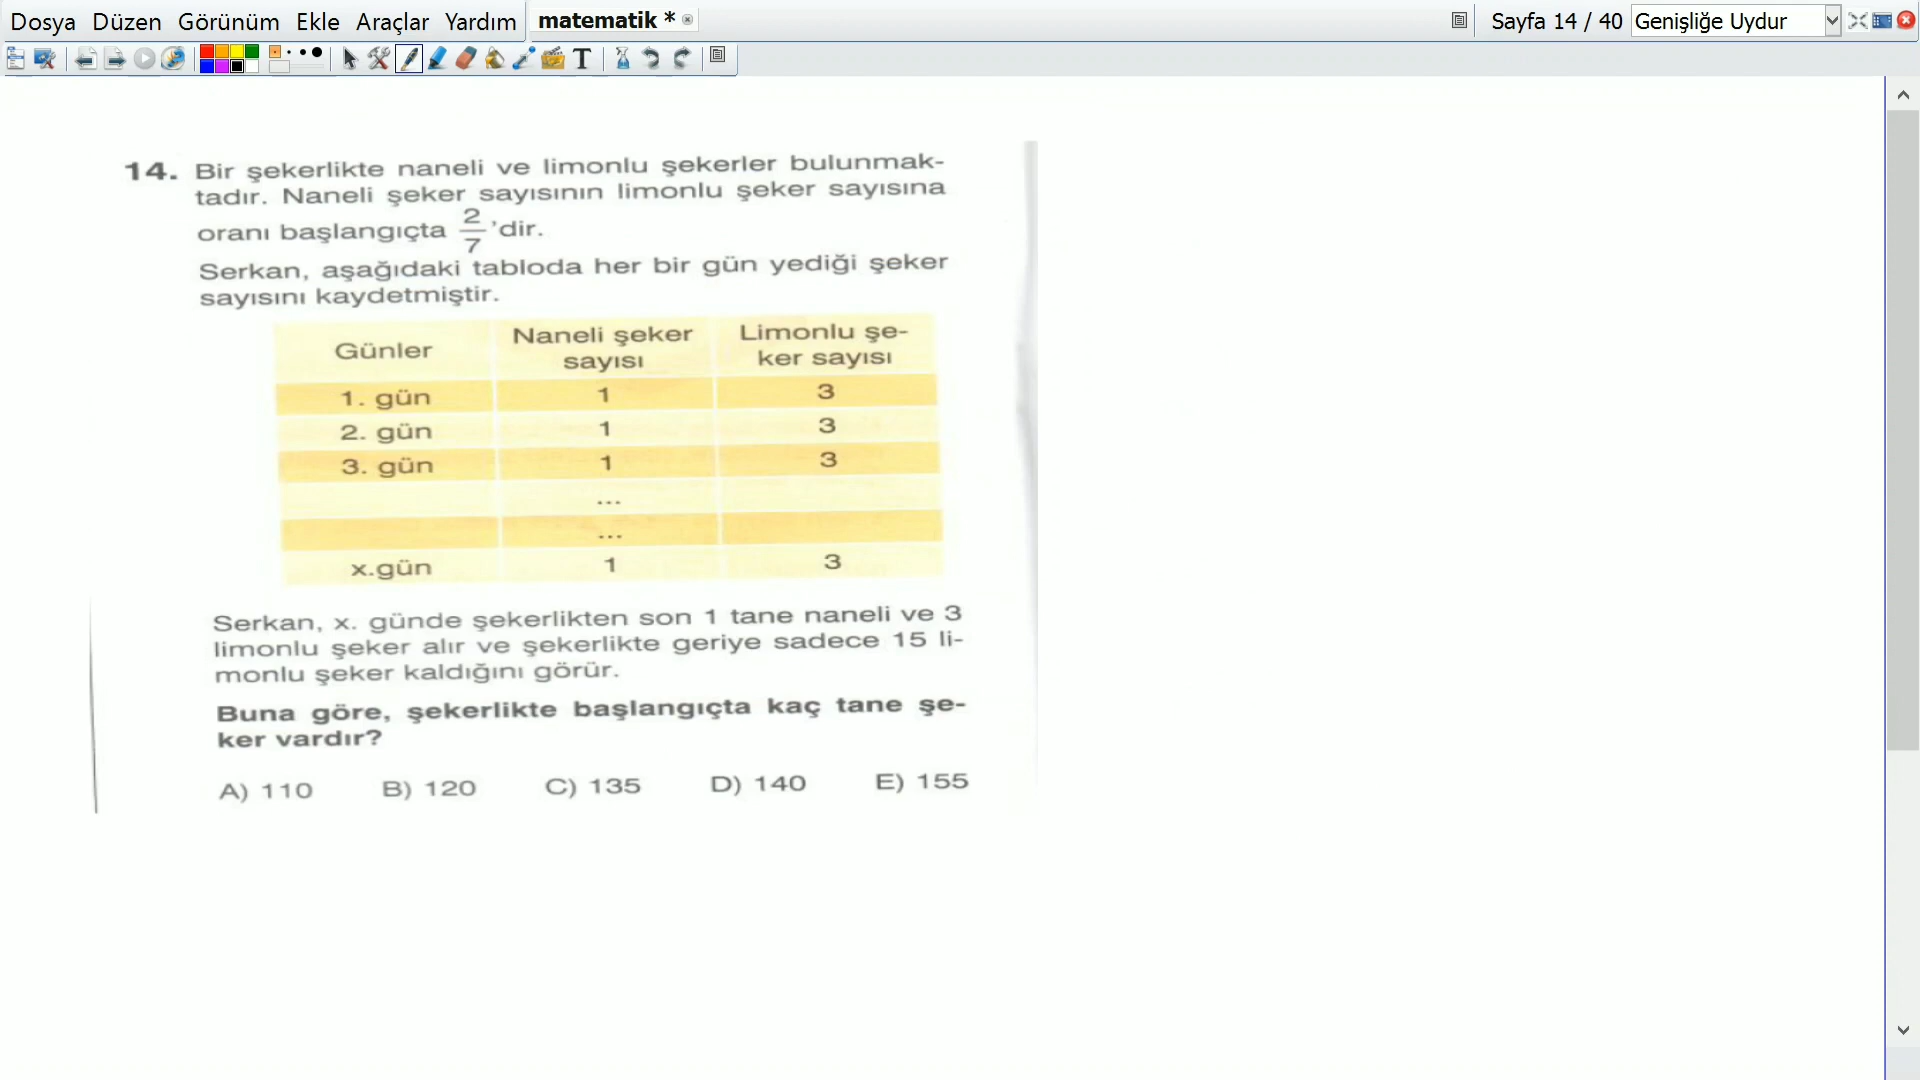 Dosya Düzen Görünüm Ekle Araçlar Yardım matematik * Sayfa 14 / 40 Genişliğe Uydur
T
14. Bir şekerlikte naneli ve limonlu şekerler bulunmak-
tadır. Naneli şeker sayısının limonlu şeker sayısına
oranı başlangıçta 2/7 'dir.
Serkan, aşağıdaki tabloda her bir gün yediği şeker
sayısını kaydetmiştir.
Günler Naneli şeker sayısı Limonlu şe-ker sayısı
1. gün 1 3
2. gün 1 3
3. gün 1 3
...
...
x.gün 1 3
Serkan, x. günde şekerlikten son 1 tane naneli ve 3
limonlu şeker alır ve şekerlikte geriye sadece 15 li-
monlu şeker kaldığını görür.
Buna göre, şekerlikte başlangıçta kaç tane şe-
ker vardır?
A) 110 B) 120 C) 135 D) 140 E) 155